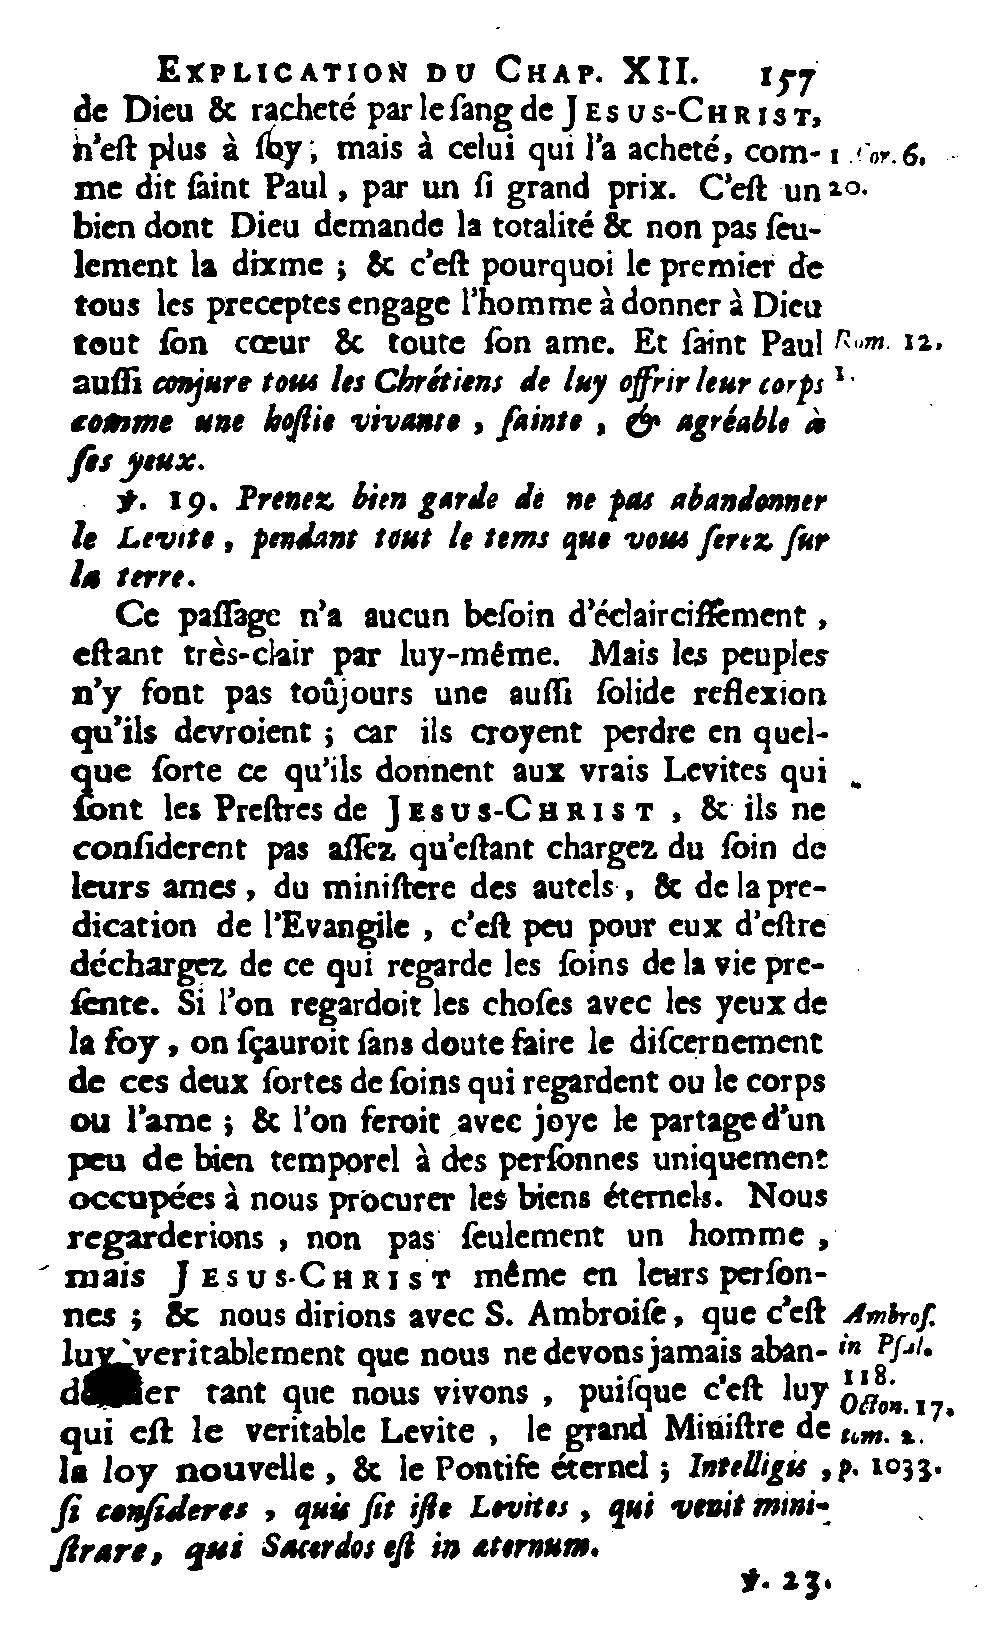 EXPLICATION DU CHAP. XII. 157
de Dieu & racheté par le ſang de JESUS-CHRIST,
n'eſt plus à ſoy; mais à celui qui l'a acheté, com- 1. Cor. 6.
me dit ſaint Paul, par un ſi grand prix. C'eſt un 20.
bien dont Dieu demande la totalité & non pas ſeu-
lement la dixme; & c'eſt pourquoi le premier de
tous les preceptes engage l'homme à donner à Dieu
tout ſon cœur & toute ſon ame. Et ſaint Paul Rom. 12.
auſſi conjure tous les Chrétiens de luy offrir leur corps 1.
comme une hoſtie vivante, ſainte, & agréable à
ſes yeux.
℣. 19. Prenez bien garde de ne pas abandonner
le Levite, pendant tout le tems que vous ſerez ſur
la terre.
Ce paſſage n'a aucun beſoin d'éclairciſſement,
eſtant très-clair par luy-même. Mais les peuples
n'y font pas toûjours une auſſi ſolide reflexion
qu'ils devroient; car ils croyent perdre en quel-
que ſorte ce qu'ils donnent aux vrais Levites qui
ſont les Preſtres de JESUS-CHRIST, & ils ne
conſiderent pas aſſez qu'eſtant chargez du ſoin de
leurs ames, du miniſtere des autels, & de la pre-
dication de l'Evangile, c'eſt peu pour eux d'eſtre
déchargez de ce qui regarde les ſoins de la vie pre-
ſente. Si l'on regardoit les choſes avec les yeux de
la foy, on ſçauroit ſans doute faire le diſcernement
de ces deux ſortes de ſoins qui regardent ou le corps
ou l'ame; & l'on feroit avec joye le partage d'un
peu de bien temporel à des perſonnes uniquement
occupées à nous procurer les biens éternels. Nous
regarderions, non pas ſeulement un homme,
mais JESUS-CHRIST même en leurs perſon-
nes; & nous dirions avec S. Ambroiſe, que c'eſt Ambroſ.
luy veritablement que nous ne devons jamais aban- in Pſal.
donner tant que nous vivons, puiſque c'eſt luy 118.
Octon. 17.
qui eſt le veritable Levite, le grand Miniſtre de tom. 2.
la loy nouvelle, & le Pontife éternel; Intelligis, p. 1033.
ſi conſideres, quis ſit iſte Levites, qui venit mini-
ſtrare, qui Sacerdos eſt in æternum.
℣. 23.